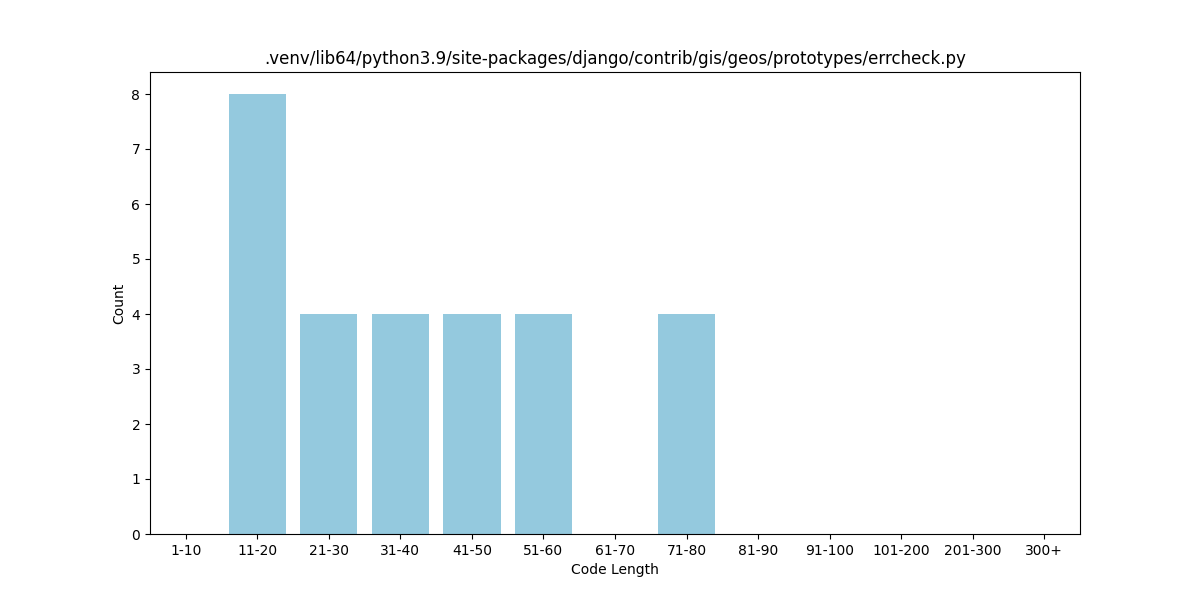 .venv/lib64/python3.9/site-packages/django/contrib/gis/geos/prototypes/errcheck.py
8
7
6
5
4
3
2
1
0
Count
1-10 11-20 21-30 31-40 41-50 51-60 61-70 71-80 81-90 91-100 101-200 201-300 300+
Code Length